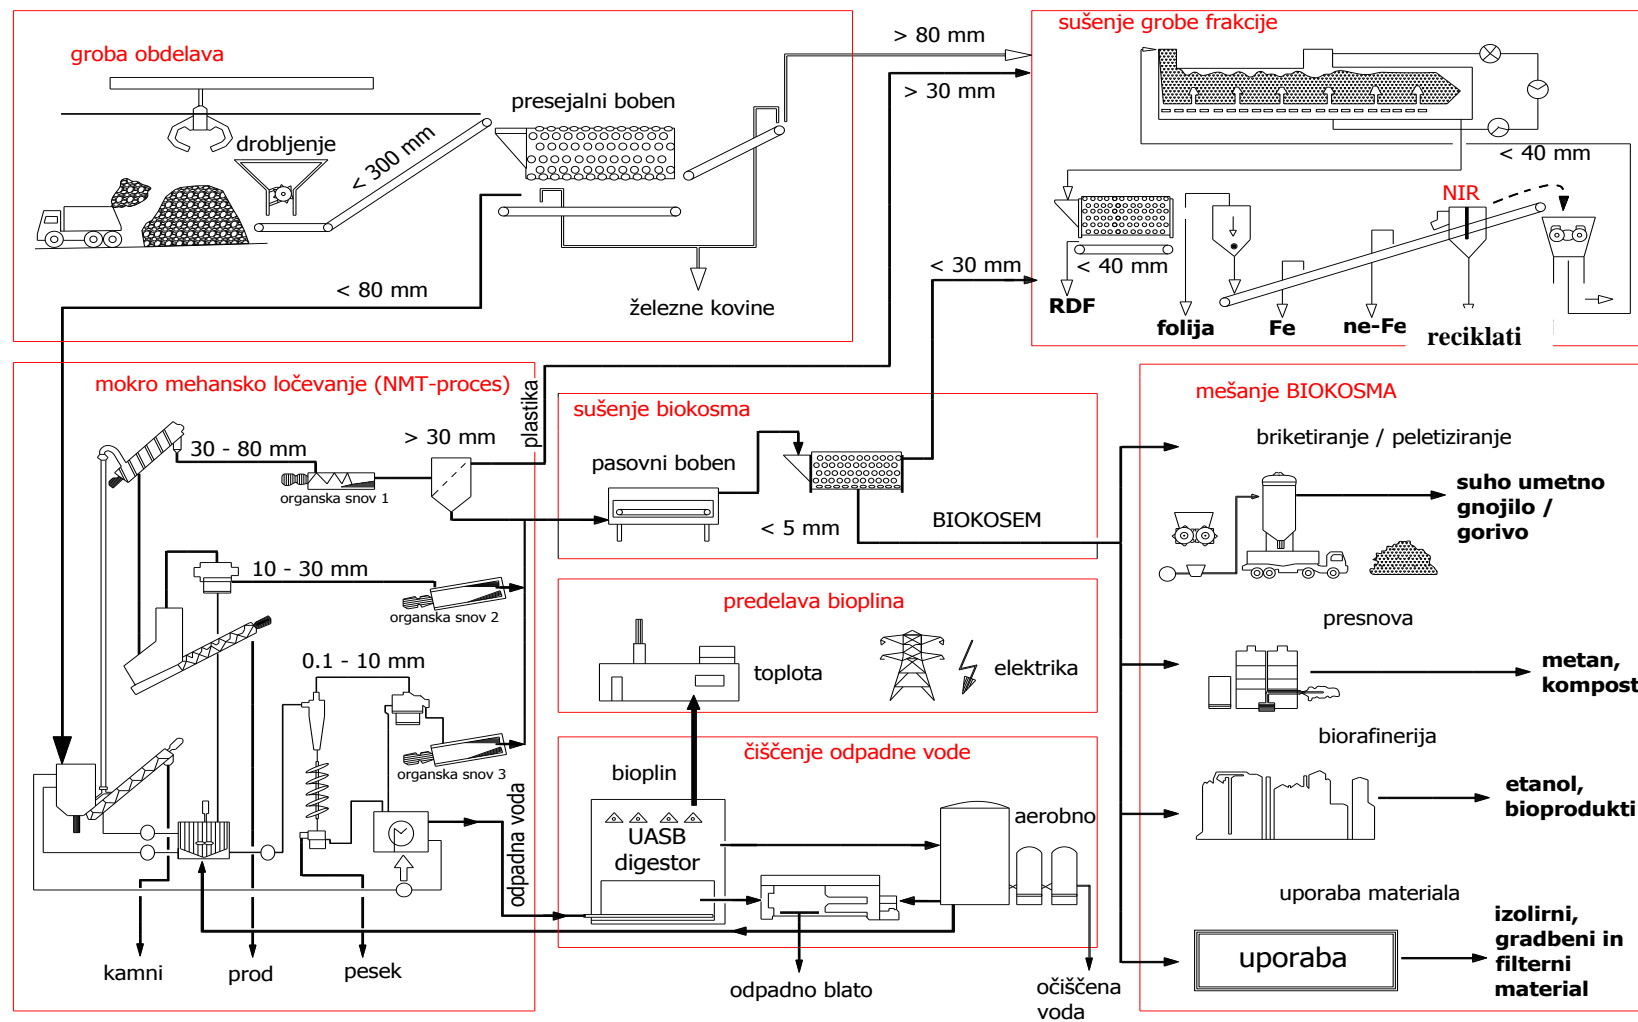 groba obdelava
presejalni boben
drobljenje
< 300 mm
< 80 mm
železne kovine
> 80 mm
> 30 mm
sušenje grobe frakcije
< 40 mm
NIR
< 30 mm
< 40 mm
RDF
folija
Fe
ne-Fe
reciklati
mokro mehansko ločevanje (NMT-proces)
plastika
30 - 80 mm
> 30 mm
organska snov 1
10 - 30 mm
organska snov 2
0.1 - 10 mm
organska snov 3
odpadna voda
kamni
prod
pesek
sušenje biokosma
pasovni boben
< 5 mm
BIOKOSEM
predelava bioplina
toplota
elektrika
čiščenje odpadne vode
bioplin
UASB
digestor
aerobno
odpadno blato
očiščena
voda
mešanje BIOKOSMA
briketiranje / peletiziranje
suho umetno
gnojilo /
gorivo
presnova
metan,
kompost
biorafinerija
etanol,
bioprodukti
uporaba materiala
uporaba
izolirni,
gradbeni in
filterni
material